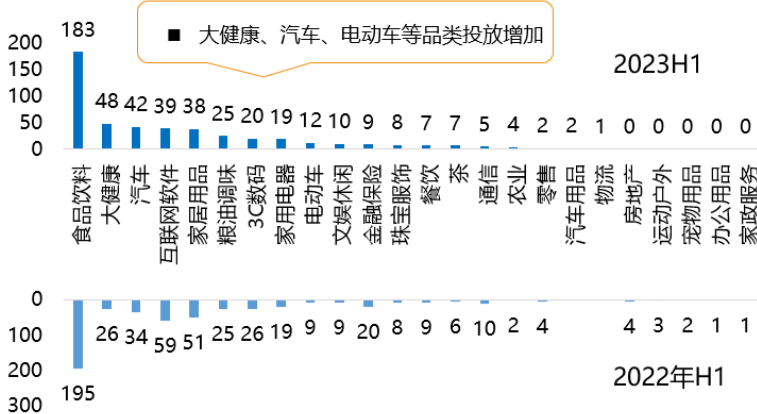 ■ 大健康、汽车、电动车等品类投放增加
2023H1
200
150
100
50
0
183 48 42 39 38 25 20 19 12 10 9 8 7 7 5 4 2 2 1 0 0 0 0 0
食品饮料
大健康
汽车
互联网软件
家居用品
粮油调味
3C数码
家用电器
电动车
文娱休闲
金融保险
珠宝服饰
餐饮
茶
通信
农业
零售
汽车用品
物流
房地产
运动户外
宠物用品
办公用品
家政服务
0
100
200
300
195 26 34 59 51 25 26 19 9 9 20 8 9 6 10 2 4 4 3 2 1 1
2022年H1